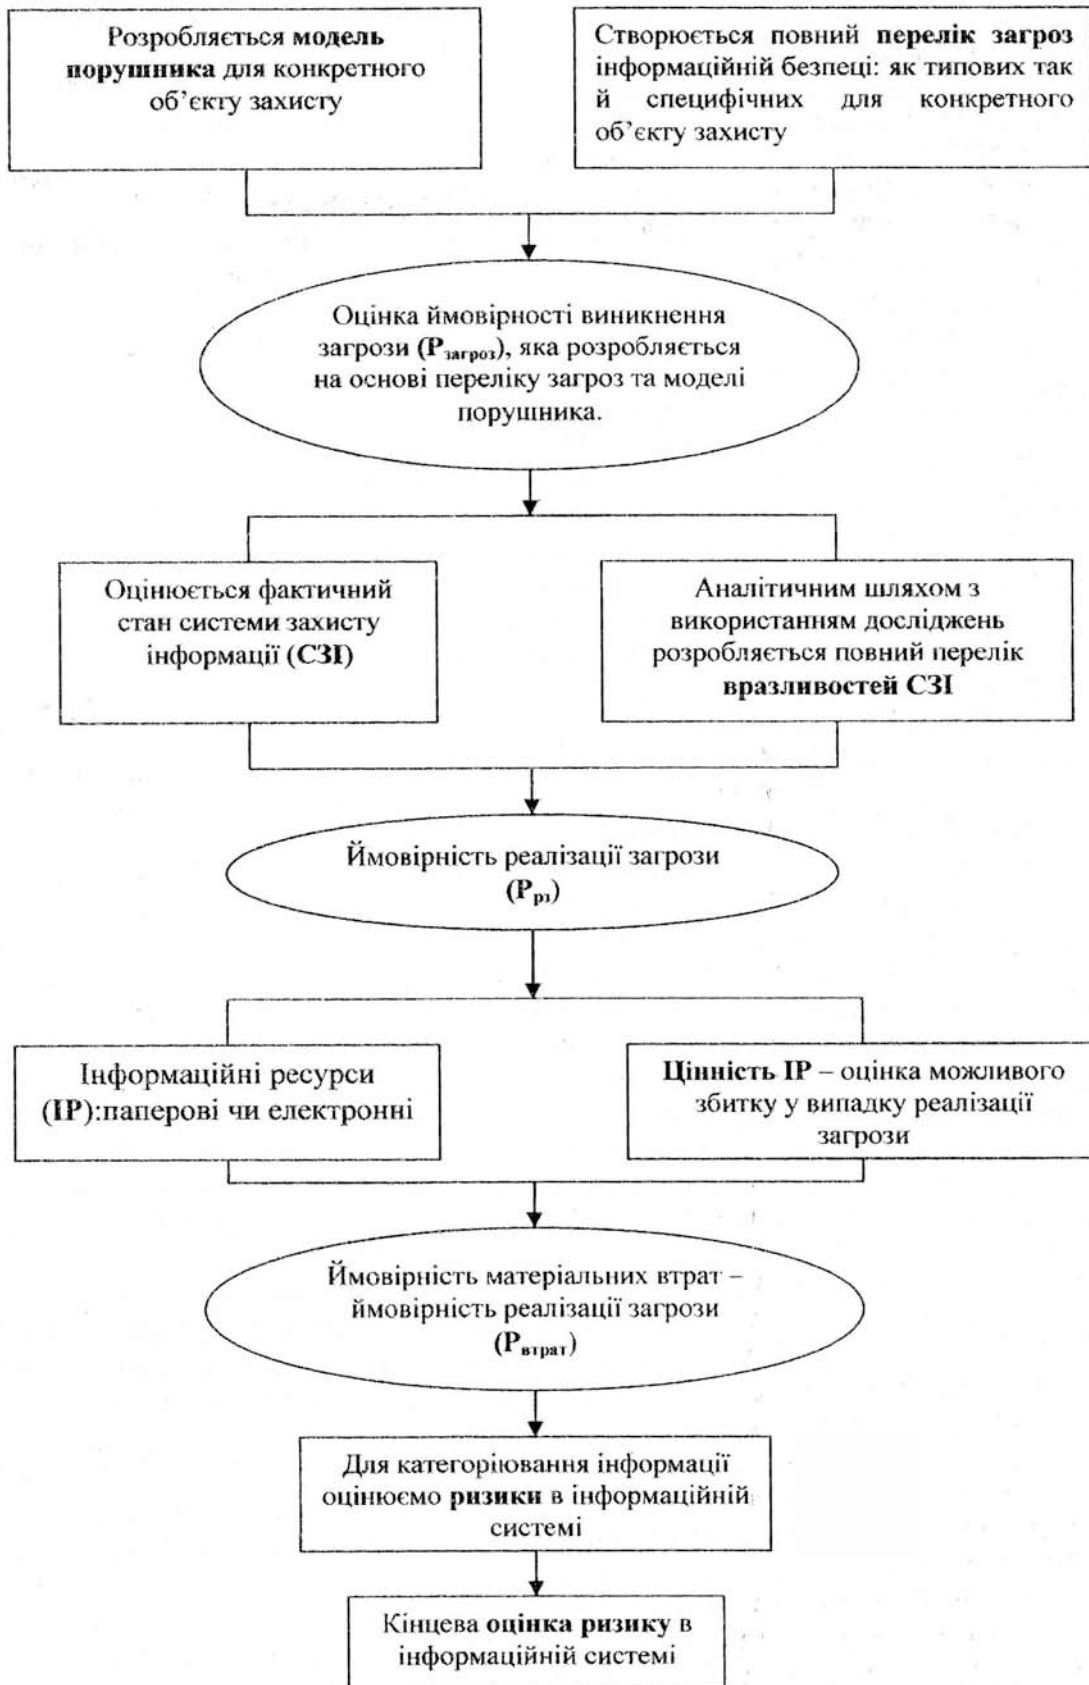 Розробляється модель
порушника для конкретного
об’єкту захисту
Створюється повний перелік загроз
інформаційній безпеці: як типових так
й специфічних для конкретного
об’єкту захисту
Оцінка ймовірності виникнення
загрози (Рзагроз), яка розробляється
на основі переліку загроз та моделі
порушника.
Оцінюється фактичний
стан системи захисту
інформації (СЗІ)
Аналітичним шляхом з
використанням досліджень
розробляється повний перелік
вразливостей СЗІ
Ймовірність реалізації загрози
(Ррз)
Інформаційні ресурси
(ІР):паперові чи електронні
Цінність ІР – оцінка можливого
збитку у випадку реалізації
загрози
Ймовірність матеріальних втрат –
ймовірність реалізації загрози
(Рвтрат)
Для категоріювання інформації
оцінюємо ризики в інформаційній
системі
Кінцева оцінка ризику в
інформаційній системі